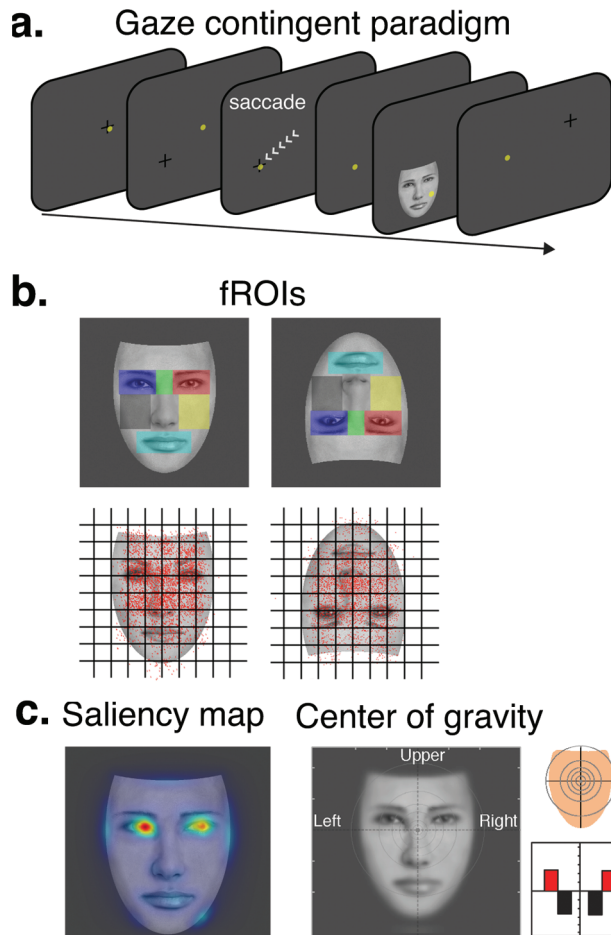 a. Gaze contingent paradigm
saccade
b. fROIs
c. Saliency map Center of gravity
Upper
Left Right